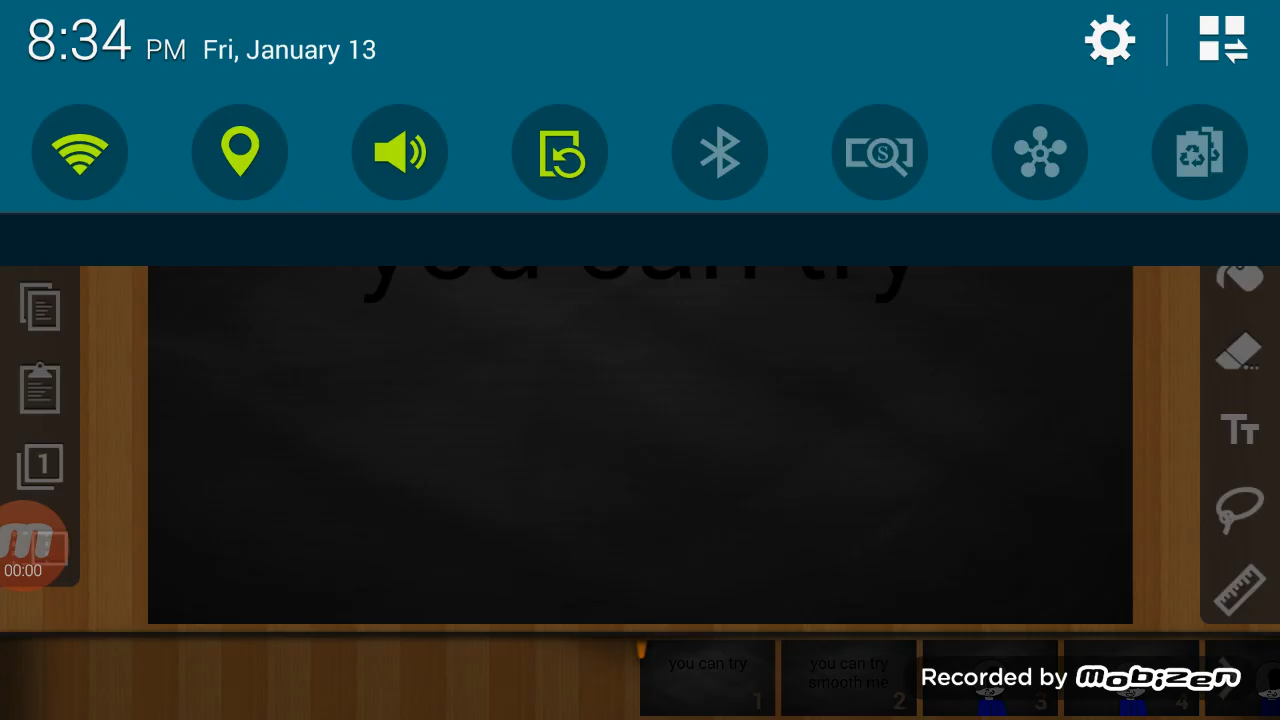 8:34 PM Fri, January 13
S
you can try
1
m
00:00
you can try
1
you can try
smooth me
2
3
4
Recorded by mobizen